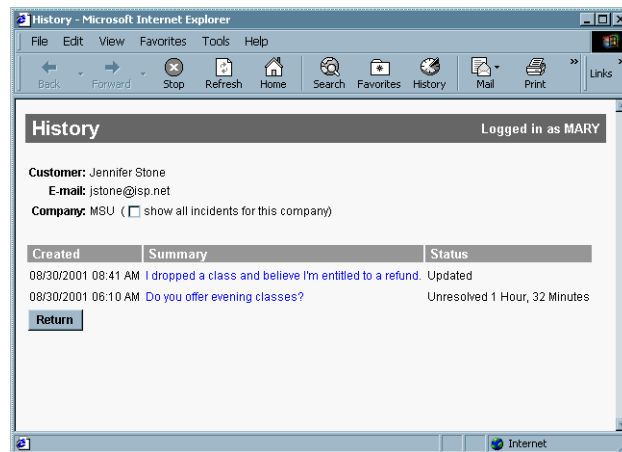 History - Microsoft Internet Explorer
File Edit View Favorites Tools Help
Back Forward Stop Refresh Home Search Favorites History Mail Print » Links »
History Logged in as MARY
Customer: Jennifer Stone
E-mail: jstone@isp.net
Company: MSU ( show all incidents for this company)
Created Summary Status
08/30/2001 08:41 AM I dropped a class and believe I'm entitled to a refund. Updated
08/30/2001 06:10 AM Do you offer evening classes? Unresolved 1 Hour, 32 Minutes
Return
Internet